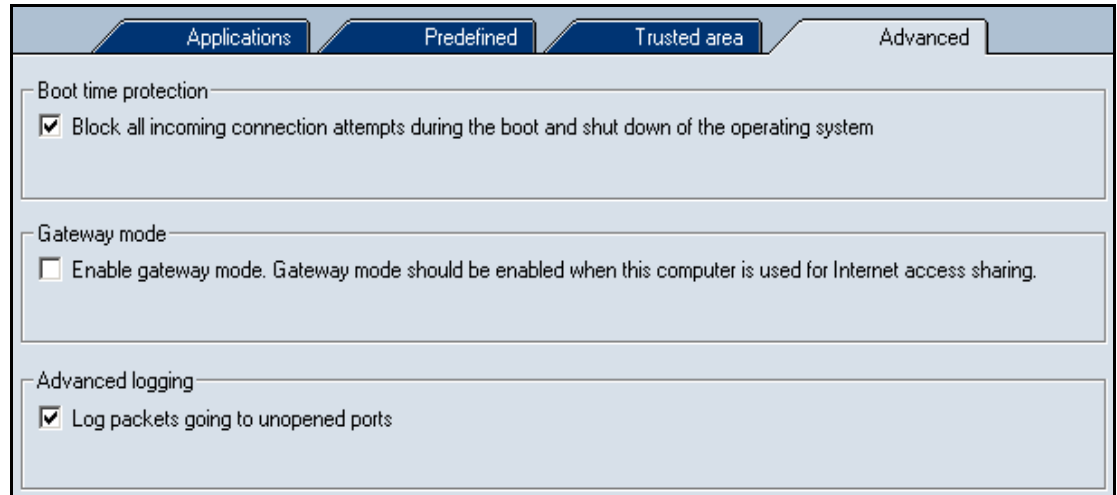 Applications
Predefined
Trusted area
Advanced
Boot time protection
Block all incoming connection attempts during the boot and shut down of the operating system
Gateway mode
Enable gateway mode. Gateway mode should be enabled when this computer is used for Internet access sharing.
Advanced logging
Log packets going to unopened ports